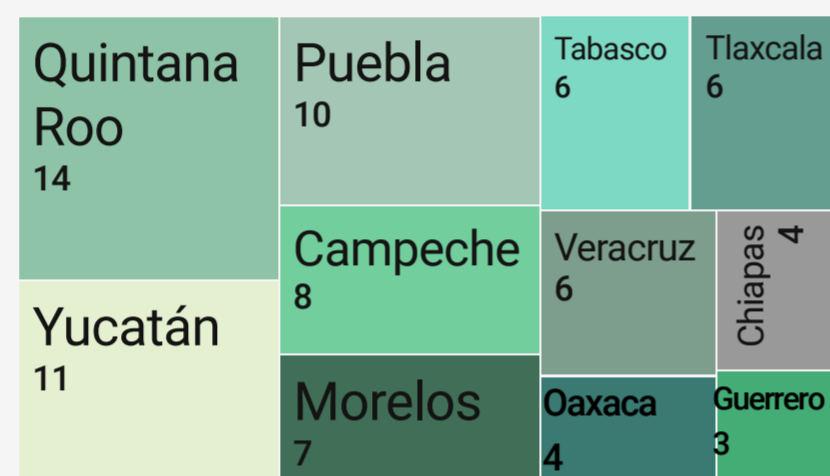 Quintana
Roo
14
Yucatán
11
Puebla
10
Campeche
8
Morelos
7
Tabasco
6
Tlaxcala
6
Veracruz
6
Chiapas
4
Oaxaca
4
Guerrero
3